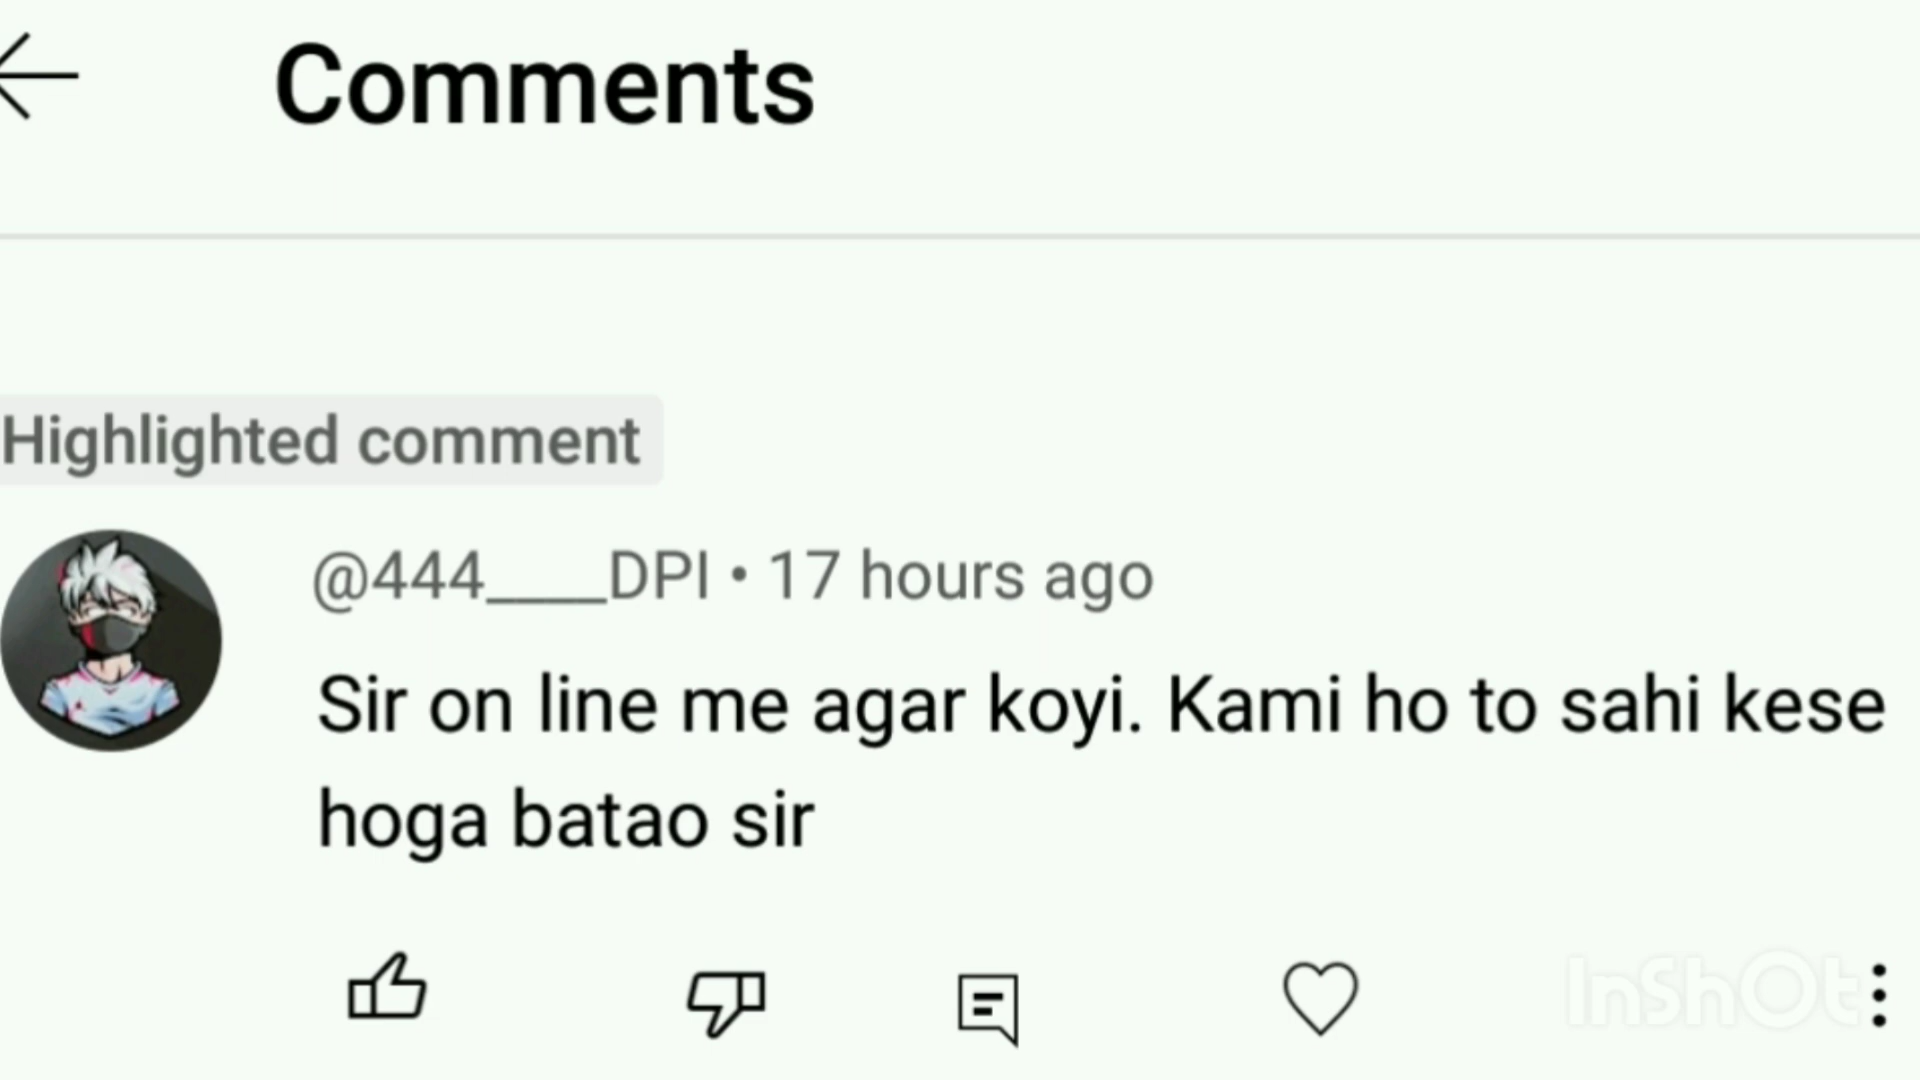 Comments
Highlighted comment
@444____DPI • 17 hours ago
Sir on line me agar koyi. Kami ho to sahi kese
hoga batao sir
InShOt